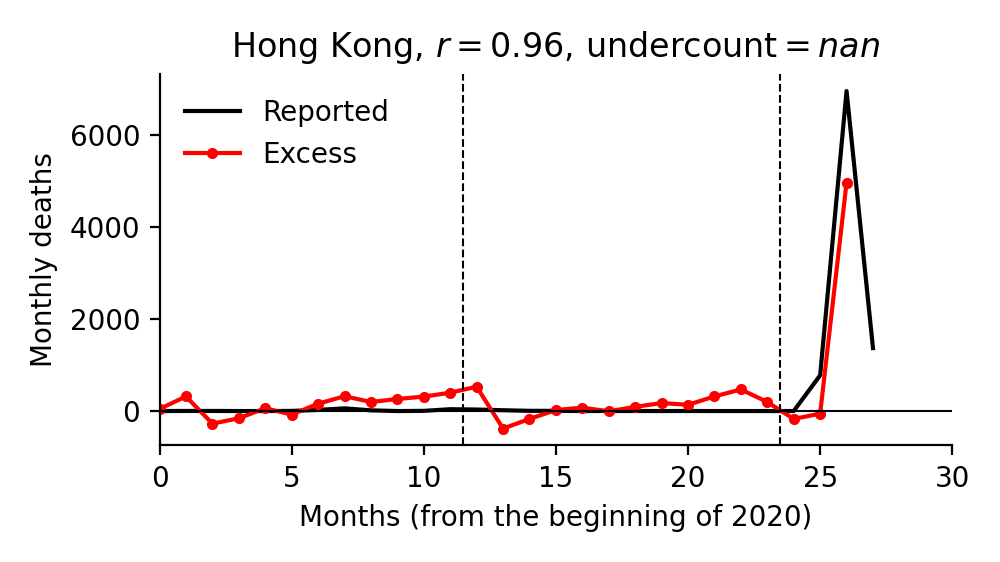 Hong Kong, r = 0.96, undercount = nan
Reported
Excess
Monthly deaths
6000
4000
2000
0
0 5 10 15 20 25 30
Months (from the beginning of 2020)